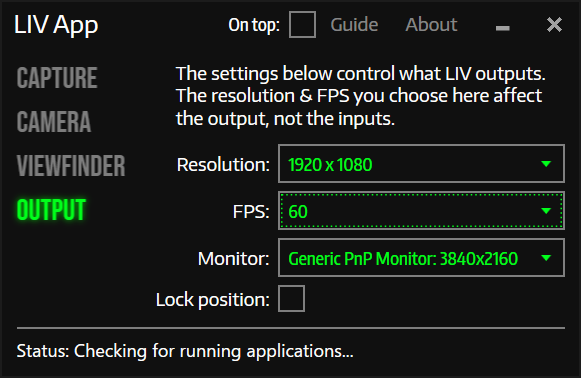 LIV App
On top: Guide About
CAPTURE
CAMERA
VIEWFINDER
OUTPUT
The settings below control what LIV outputs.
The resolution & FPS you choose here affect
the output, not the inputs.
Resolution: 1920 x 1080
FPS: 60
Monitor: Generic PnP Monitor: 3840x2160
Lock position:
Status: Checking for running applications...